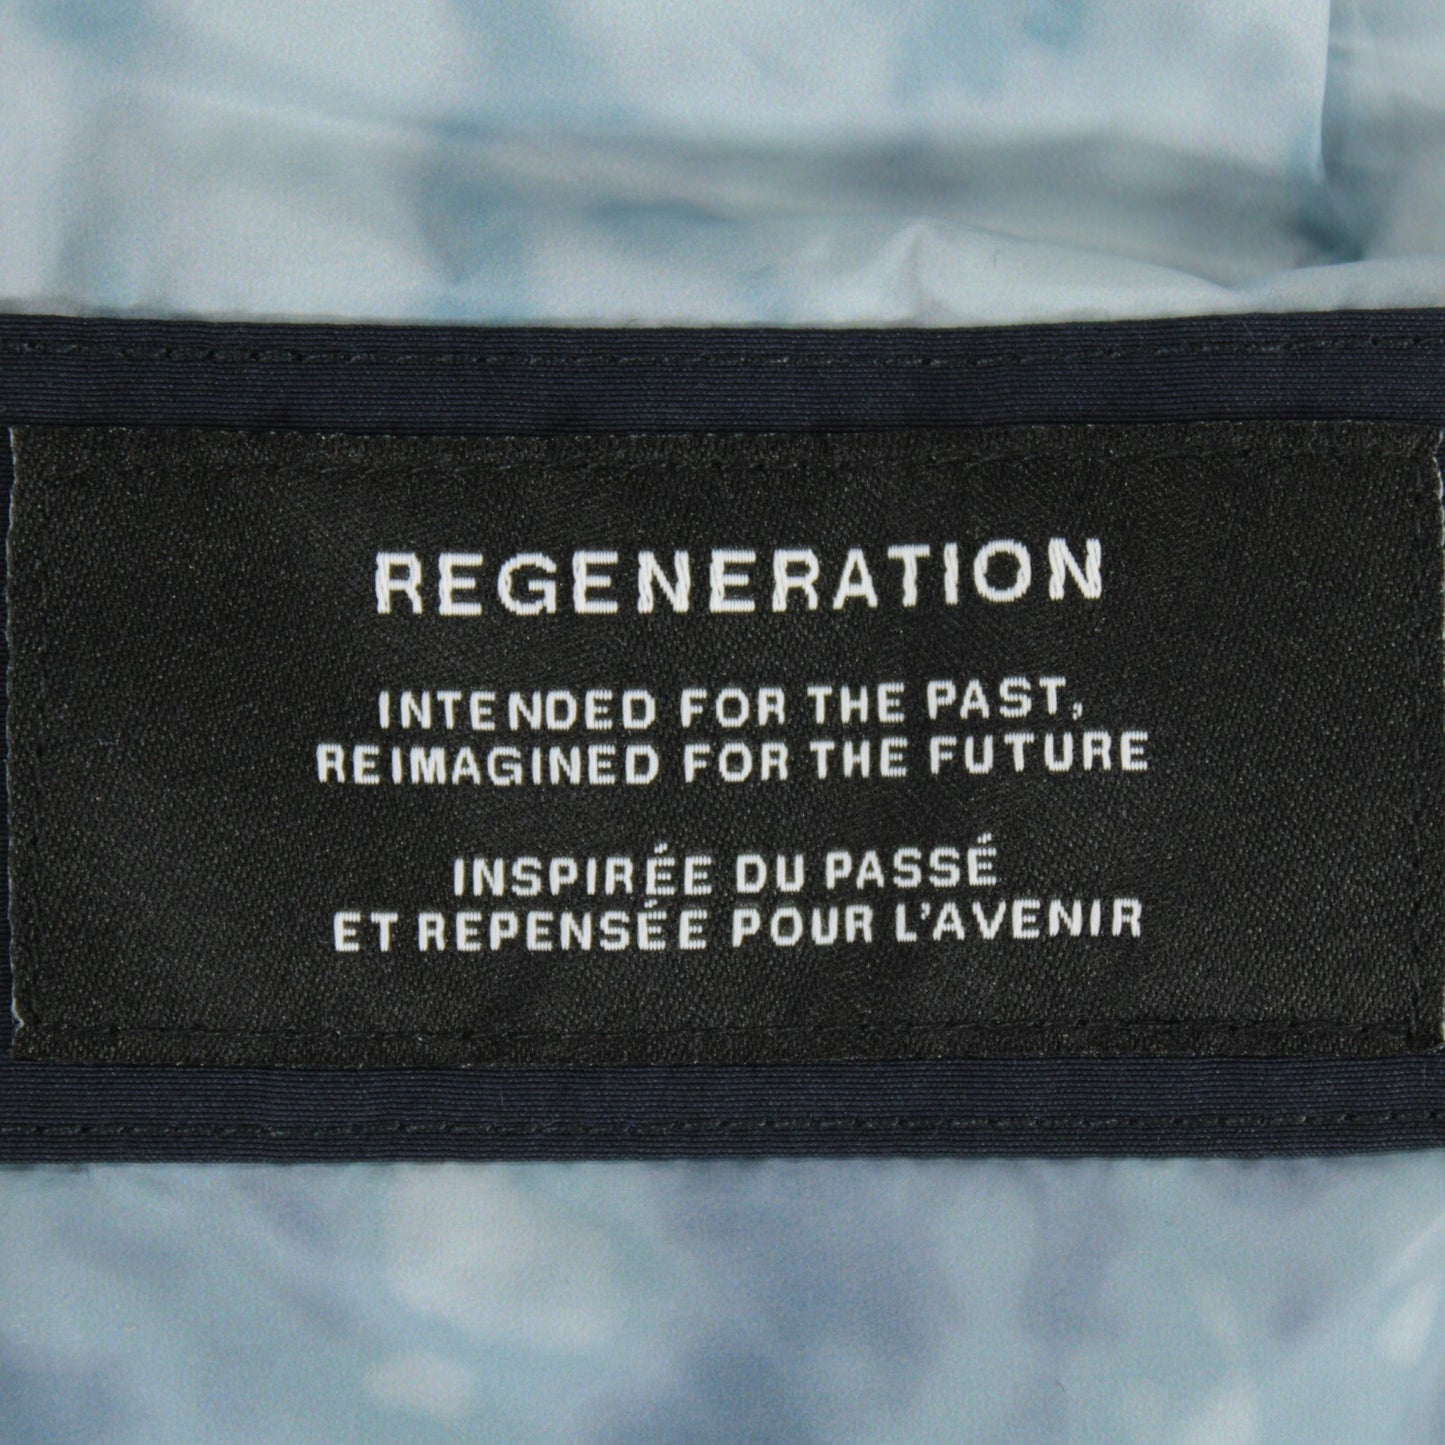 REGENERATION
INTENDED FOR THE PAST,
REIMAGINED FOR THE FUTURE
INSPIRÉE DU PASSÉ
ET REPENSÉE POUR L'AVENIR